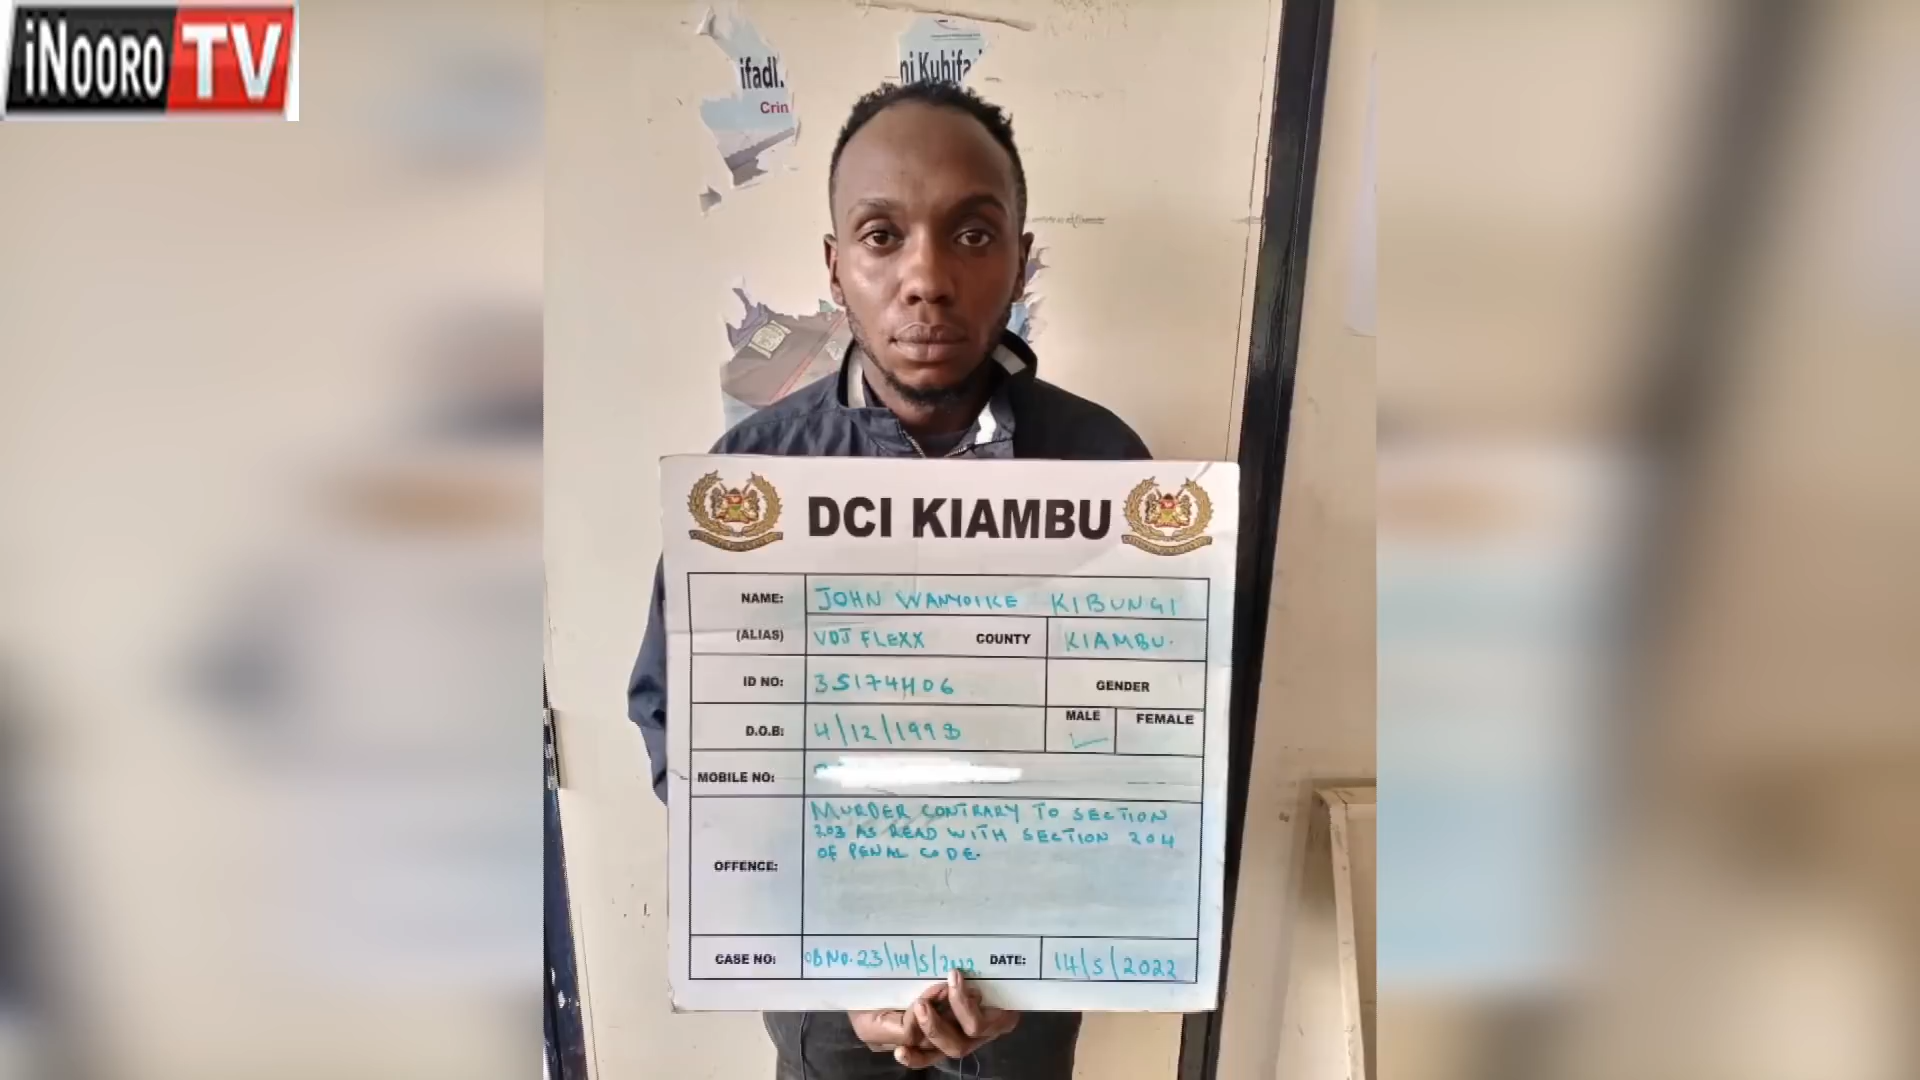 iNOORO TV
ifadl.
Crin
ni Kuhifa
DCI KIAMBU
NAME: JOHN WANYOIKE KIBUNGI
(ALIAS) VDJ FLEXX COUNTY KIAMBU.
ID NO: 35174406 GENDER
D.O.B: 4/12/1998 MALE ✓ FEMALE
MOBILE NO:
OFFENCE: MURDER CONTRARY TO SECTION
203 AS READ WITH SECTION 204
OF PENAL CODE.
CASE NO: OB NO. 23/14/5/2022 DATE: 14/5/2022